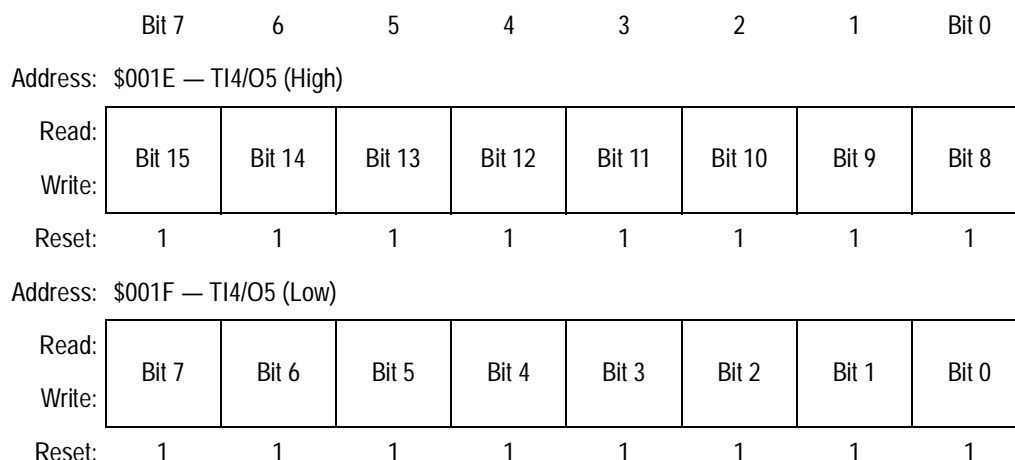 Bit 7 6 5 4 3 2 1 Bit 0
Address: $001E — TI4/O5 (High)
Read:
Bit 15 Bit 14 Bit 13 Bit 12 Bit 11 Bit 10 Bit 9 Bit 8
Write:
Reset: 1 1 1 1 1 1 1 1
Address: $001F — TI4/O5 (Low)
Read:
Bit 7 Bit 6 Bit 5 Bit 4 Bit 3 Bit 2 Bit 1 Bit 0
Write:
Reset: 1 1 1 1 1 1 1 1